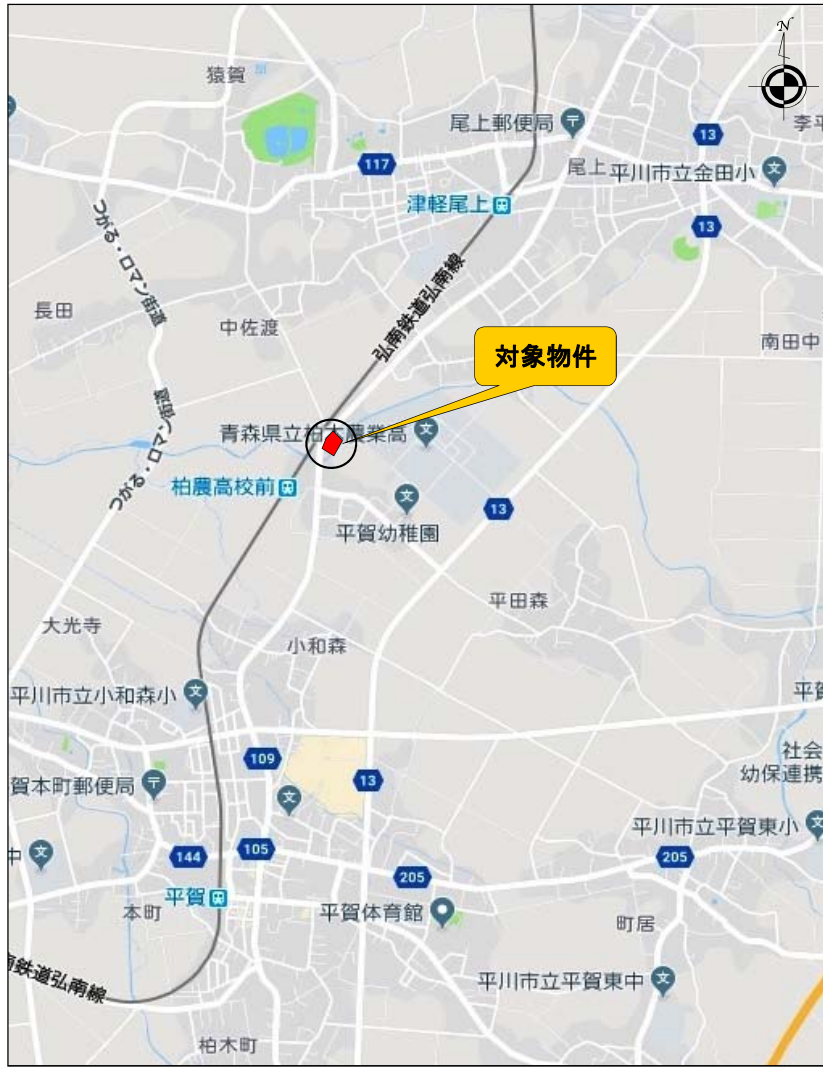 N
猿賀
尾上郵便局
〒
13
李平
117
尾上
平川市立金田小
文
津軽尾上
13
つがる・ロマン街道
弘南鉄道弘南線
長田
中佐渡
南田中
対象物件
青森県立柏木農業高
文
柏農高校前
つがる・ロマン街道
文
平賀幼稚園
13
平田森
大光寺
小和森
平川市立小和森小
文
平賀
109
社会
幼保連携
賀本町郵便局
〒
13
文
平川市立平賀東小
文
中
文
144
105
205
205
平賀
本町
平賀体育館
町居
南鉄道弘南線
平川市立平賀東中
文
柏木町